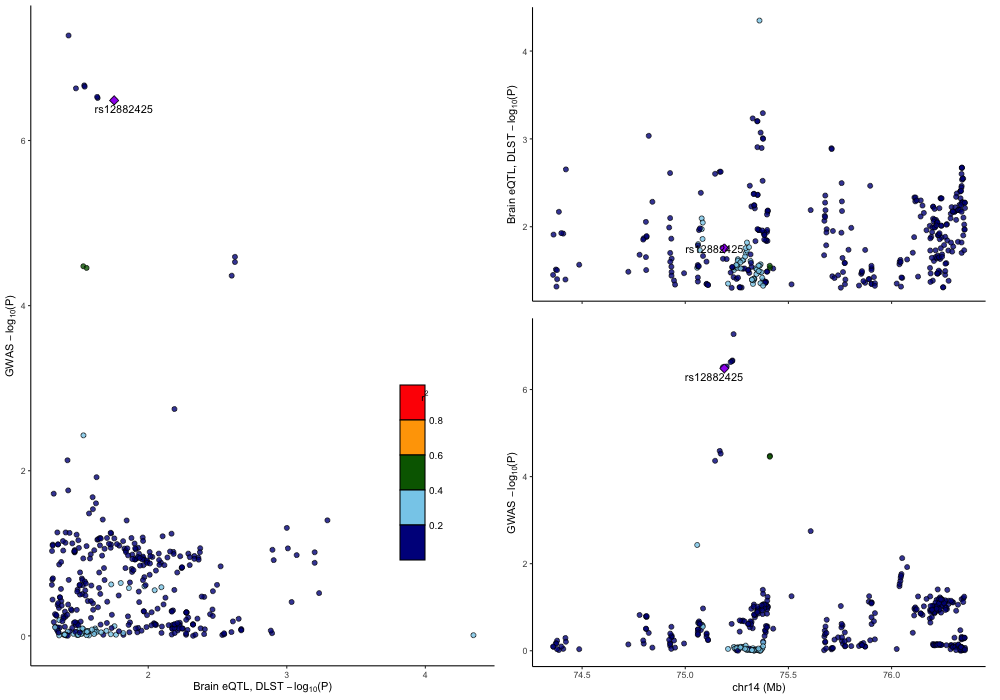 rs12882425
6
4
2
0
GWAS − log10(P)
2
3
4
Brain eQTL, DLST − log10(P)
r2
0.8
0.6
0.4
0.2
4
3
2
Brain eQTL, DLST − log10(P)
rs12882425
6
4
2
0
GWAS − log10(P)
rs12882425
74.5
75.0
75.5
76.0
chr14 (Mb)